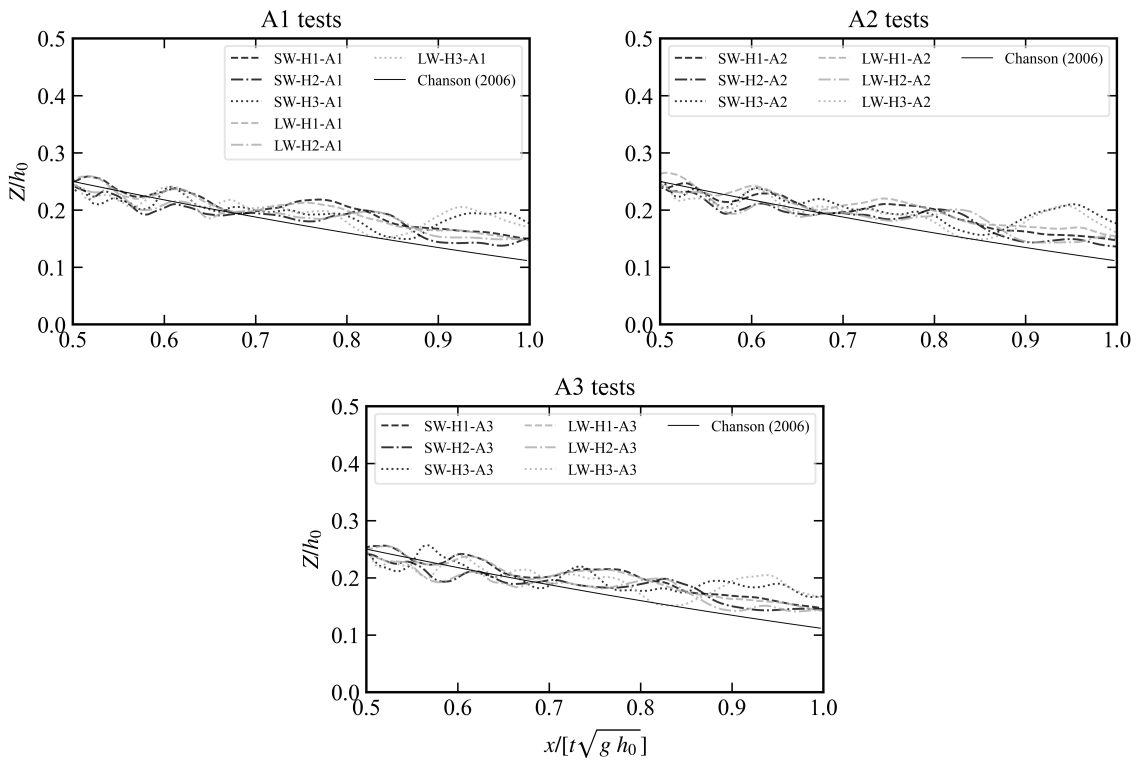 A1 tests
0.5
0.4
0.3
0.2
0.1
0.0
Z/h₀
SW-H1-A1
SW-H2-A1
SW-H3-A1
LW-H1-A1
LW-H2-A1
LW-H3-A1
Chanson (2006)
0.5 0.6 0.7 0.8 0.9 1.0
A2 tests
0.5
0.4
0.3
0.2
0.1
0.0
SW-H1-A2
SW-H2-A2
SW-H3-A2
LW-H1-A2
LW-H2-A2
LW-H3-A2
Chanson (2006)
0.5 0.6 0.7 0.8 0.9 1.0
A3 tests
0.5
0.4
0.3
0.2
0.1
0.0
Z/h₀
SW-H1-A3
SW-H2-A3
SW-H3-A3
LW-H1-A3
LW-H2-A3
LW-H3-A3
Chanson (2006)
0.5 0.6 0.7 0.8 0.9 1.0
x/[t√g h₀]